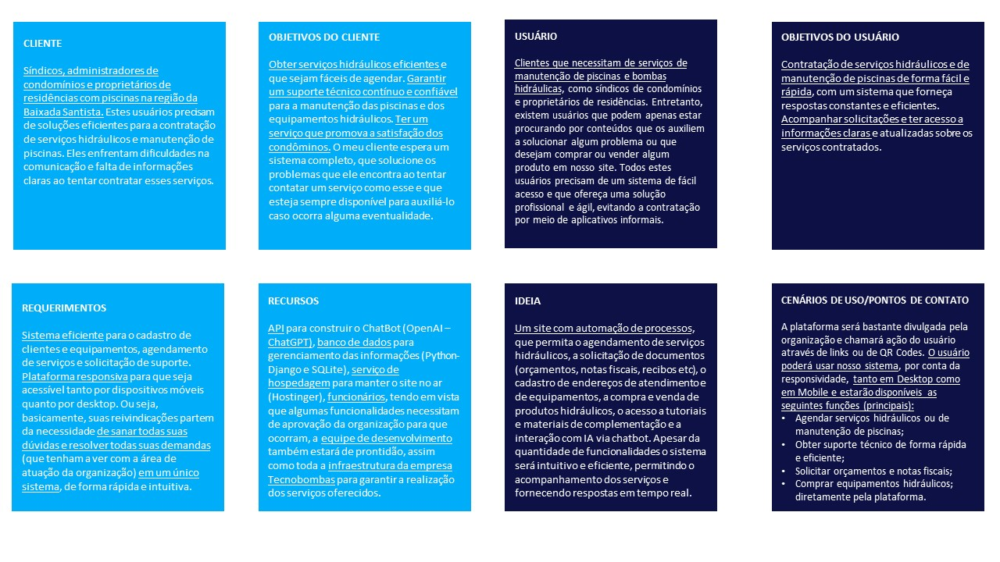 CLIENTE
Síndicos, administradores de
condomínios e proprietários de
residências com piscinas na região da
Baixada Santista. Estes usuários precisam
de soluções eficientes para a contratação
de serviços hidráulicos e manutenção de
piscinas. Eles enfrentam dificuldades na
comunicação e falta de informações
claras ao tentar contratar esses serviços.
OBJETIVOS DO CLIENTE
Obter serviços hidráulicos eficientes e
que sejam fáceis de agendar. Garantir
um suporte técnico contínuo e confiável
para a manutenção das piscinas e dos
equipamentos hidráulicos. Ter um
serviço que promova a satisfação dos
condôminos. O meu cliente espera um
sistema completo, que solucione os
problemas que ele encontra ao tentar
contatar um serviço como esse e que
esteja sempre disponível para auxiliá-lo
caso ocorra alguma eventualidade.
USUÁRIO
Clientes que necessitam de serviços de
manutenção de piscinas e bombas
hidráulicas, como síndicos de condomínios
e proprietários de residências. Entretanto,
existem usuários que podem apenas estar
procurando por conteúdos que os auxiliem
a solucionar algum problema ou que
desejam comprar ou vender algum
produto em nosso site. Todos estes
usuários precisam de um sistema de fácil
acesso e que ofereça uma solução
profissional e ágil, evitando a contratação
por meio de aplicativos informais.
OBJETIVOS DO USUÁRIO
Contratação de serviços hidráulicos e de
manutenção de piscinas de forma fácil e
rápida, com um sistema que forneça
respostas constantes e eficientes.
Acompanhar solicitações e ter acesso a
informações claras e atualizadas sobre os
serviços contratados.
REQUERIMENTOS
Sistema eficiente para o cadastro de
clientes e equipamentos, agendamento
de serviços e solicitação de suporte.
Plataforma responsiva para que seja
acessível tanto por dispositivos móveis
quanto por desktop. Ou seja,
basicamente, suas reivindicações partem
da necessidade de sanar todas suas
dúvidas e resolver todas suas demandas
(que tenham a ver com a área de
atuação da organização) em um único
sistema, de forma rápida e intuitiva.
RECURSOS
API para construir o ChatBot (OpenAI –
ChatGPT), banco de dados para
gerenciamento das informações (Python-
Django e SQLite), serviço de
hospedagem para manter o site no ar
(Hostinger), funcionários, tendo em vista
que algumas funcionalidades necessitam
de aprovação da organização para que
ocorram, a equipe de desenvolvimento
também estará de prontidão, assim
como toda a infraestrutura da empresa
Tecnobombas para garantir a realização
dos serviços oferecidos.
IDEIA
Um site com automação de processos,
que permita o agendamento de serviços
hidráulicos, a solicitação de documentos
(orçamentos, notas fiscais, recibos etc), o
cadastro de endereços de atendimento e
de equipamentos, a compra e venda de
produtos hidráulicos, o acesso a tutoriais
e materiais de complementação e a
interação com IA via chatbot. Apesar da
quantidade de funcionalidades o sistema
será intuitivo e eficiente, permitindo o
acompanhamento dos serviços e
fornecendo respostas em tempo real.
CENÁRIOS DE USO/PONTOS DE CONTATO
A plataforma será bastante divulgada pela
organização e chamará ação do usuário
através de links ou de QR Codes. O usuário
poderá usar nosso sistema, por conta da
responsividade, tanto em Desktop como
em Mobile e estarão disponíveis as
seguintes funções (principais):
• Agendar serviços hidráulicos ou de
manutenção de piscinas;
• Obter suporte técnico de forma rápida
e eficiente;
• Solicitar orçamentos e notas fiscais;
• Comprar equipamentos hidráulicos;
diretamente pela plataforma.